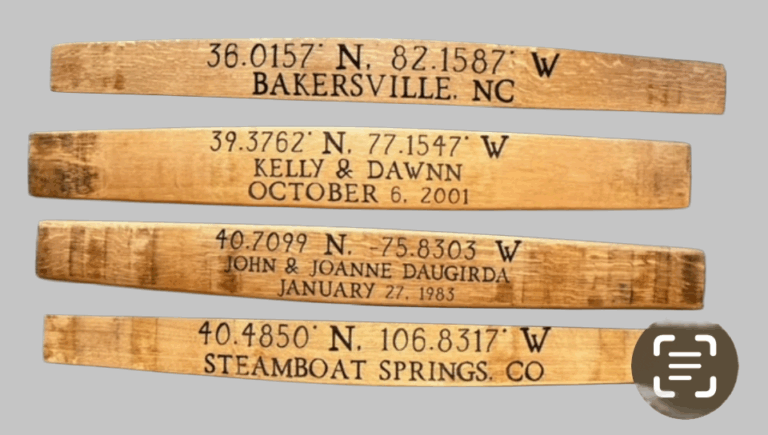 36.0157° N, 82.1587° W
BAKERSVILLE, NC
39.3762° N, 77.1547° W
KELLY & DAWNN
OCTOBER 6, 2001
40.7099 N, -75.8303 W
JOHN & JOANNE DAUGIRDA
JANUARY 27, 1983
40.4850° N, 106.8317° W
STEAMBOAT SPRINGS, CO